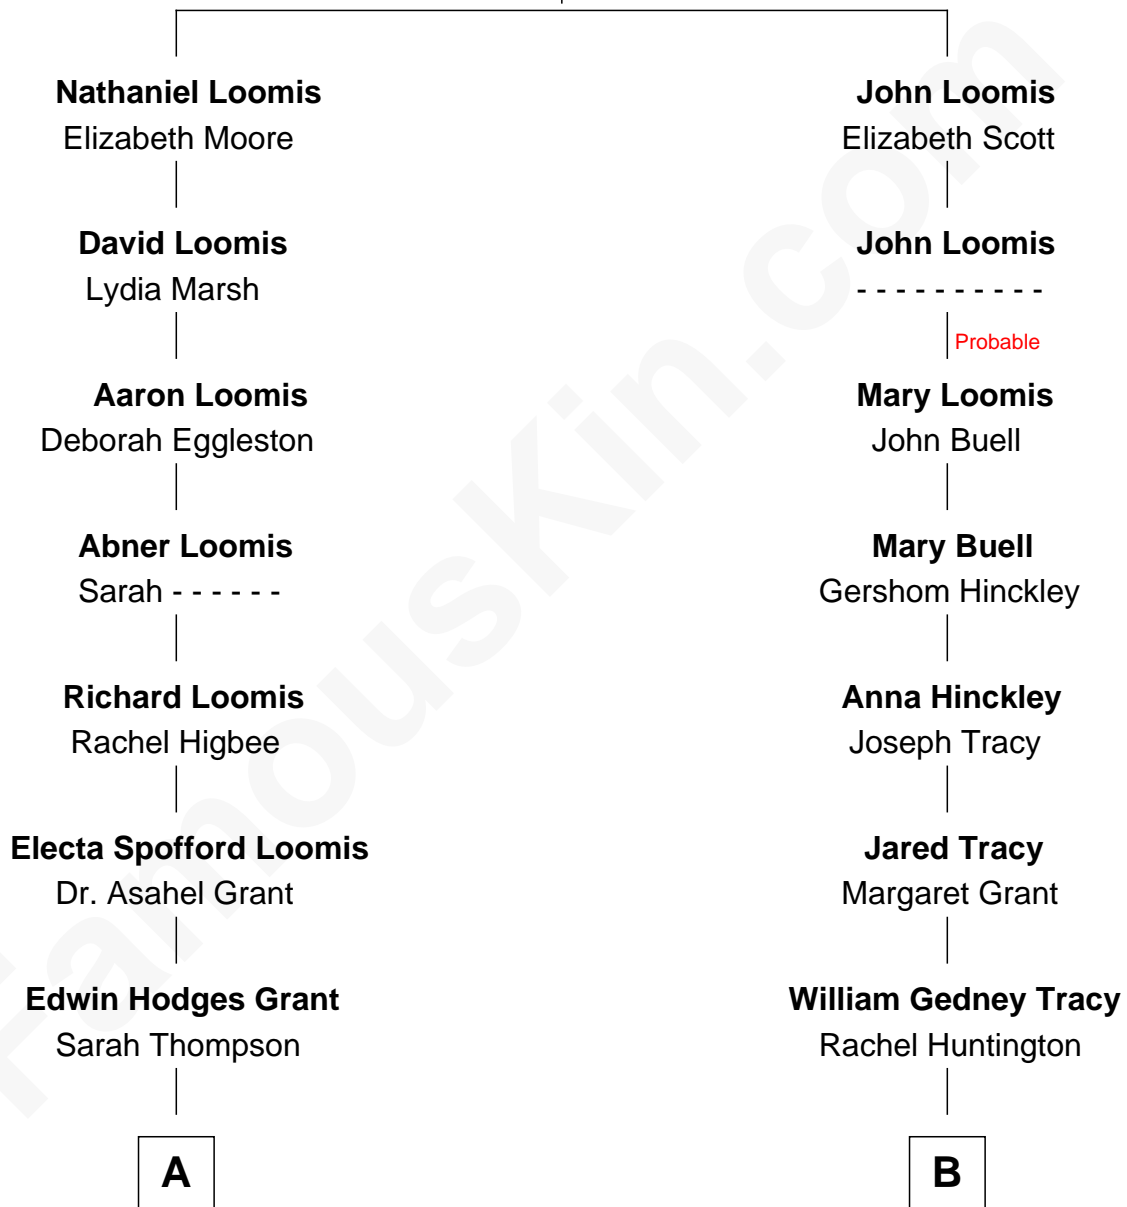 Nathaniel Loomis
Elizabeth Moore
David Loomis
Lydia Marsh
Aaron Loomis
Deborah Eggleston
Abner Loomis
Sarah - - - - - -
Richard Loomis
Rachel Higbee
Electa Spofford Loomis
Dr. Asahel Grant
Edwin Hodges Grant
Sarah Thompson
A
John Loomis
Elizabeth Scott
John Loomis
- - - - - - - - - -
Probable
Mary Loomis
John Buell
Mary Buell
Gershom Hinckley
Anna Hinckley
Joseph Tracy
Jared Tracy
Margaret Grant
William Gedney Tracy
Rachel Huntington
B
FamousKin.com